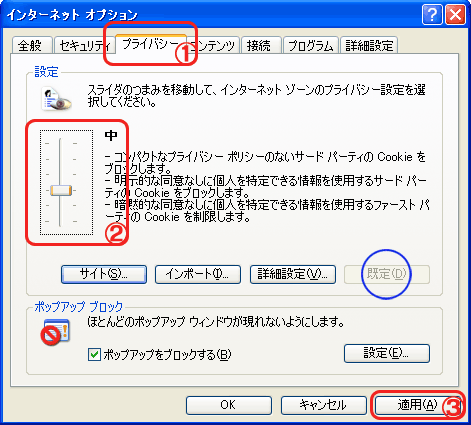 インターネット オプション
全般 セキュリティ プライバシー コンテンツ 接続 プログラム 詳細設定
①
設定
スライダのつまみを移動して、インターネット ゾーンのプライバシー設定を選
択してください。
中
- コンパクトなプライバシー ポリシーのないサード パーティの Cookie を
ブロックします。
- 明示的な同意なしに個人を特定できる情報を使用するサード パー
ティの Cookie をブロックします。
- 暗黙的な同意なしに個人を特定できる情報を使用するファースト パ
ーティの Cookie を制限します。
②
サイト(S)... インポート(I)... 詳細設定(V)... 既定(D)
ポップアップ ブロック
ほとんどのポップアップ ウィンドウが現れないようにします。
ポップアップをブロックする(B) 設定(E)...
OK キャンセル 適用(A) ③